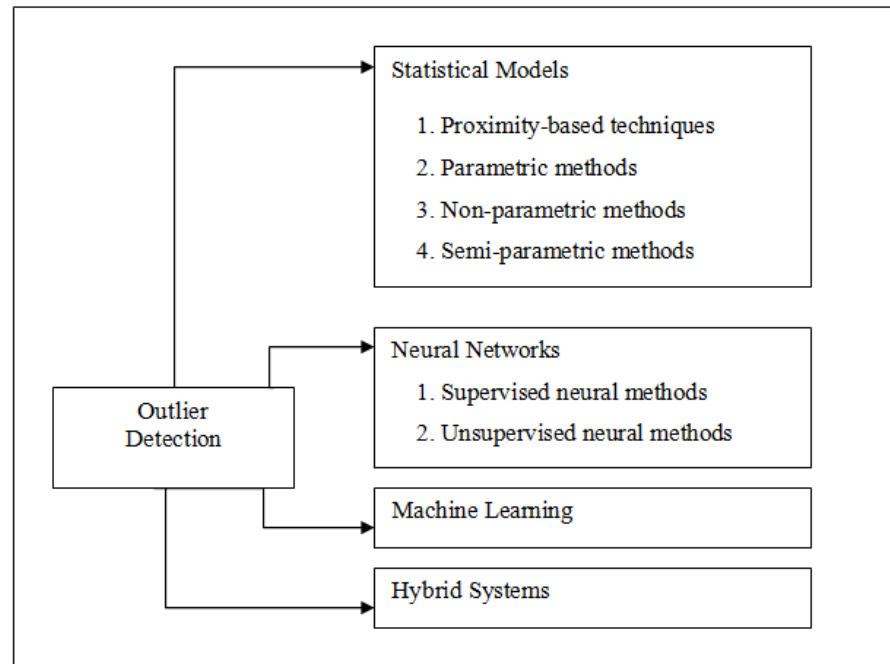 Statistical Models
1. Proximity-based techniques
2. Parametric methods
3. Non-parametric methods
4. Semi-parametric methods
Neural Networks
1. Supervised neural methods
2. Unsupervised neural methods
Outlier
Detection
Machine Learning
Hybrid Systems